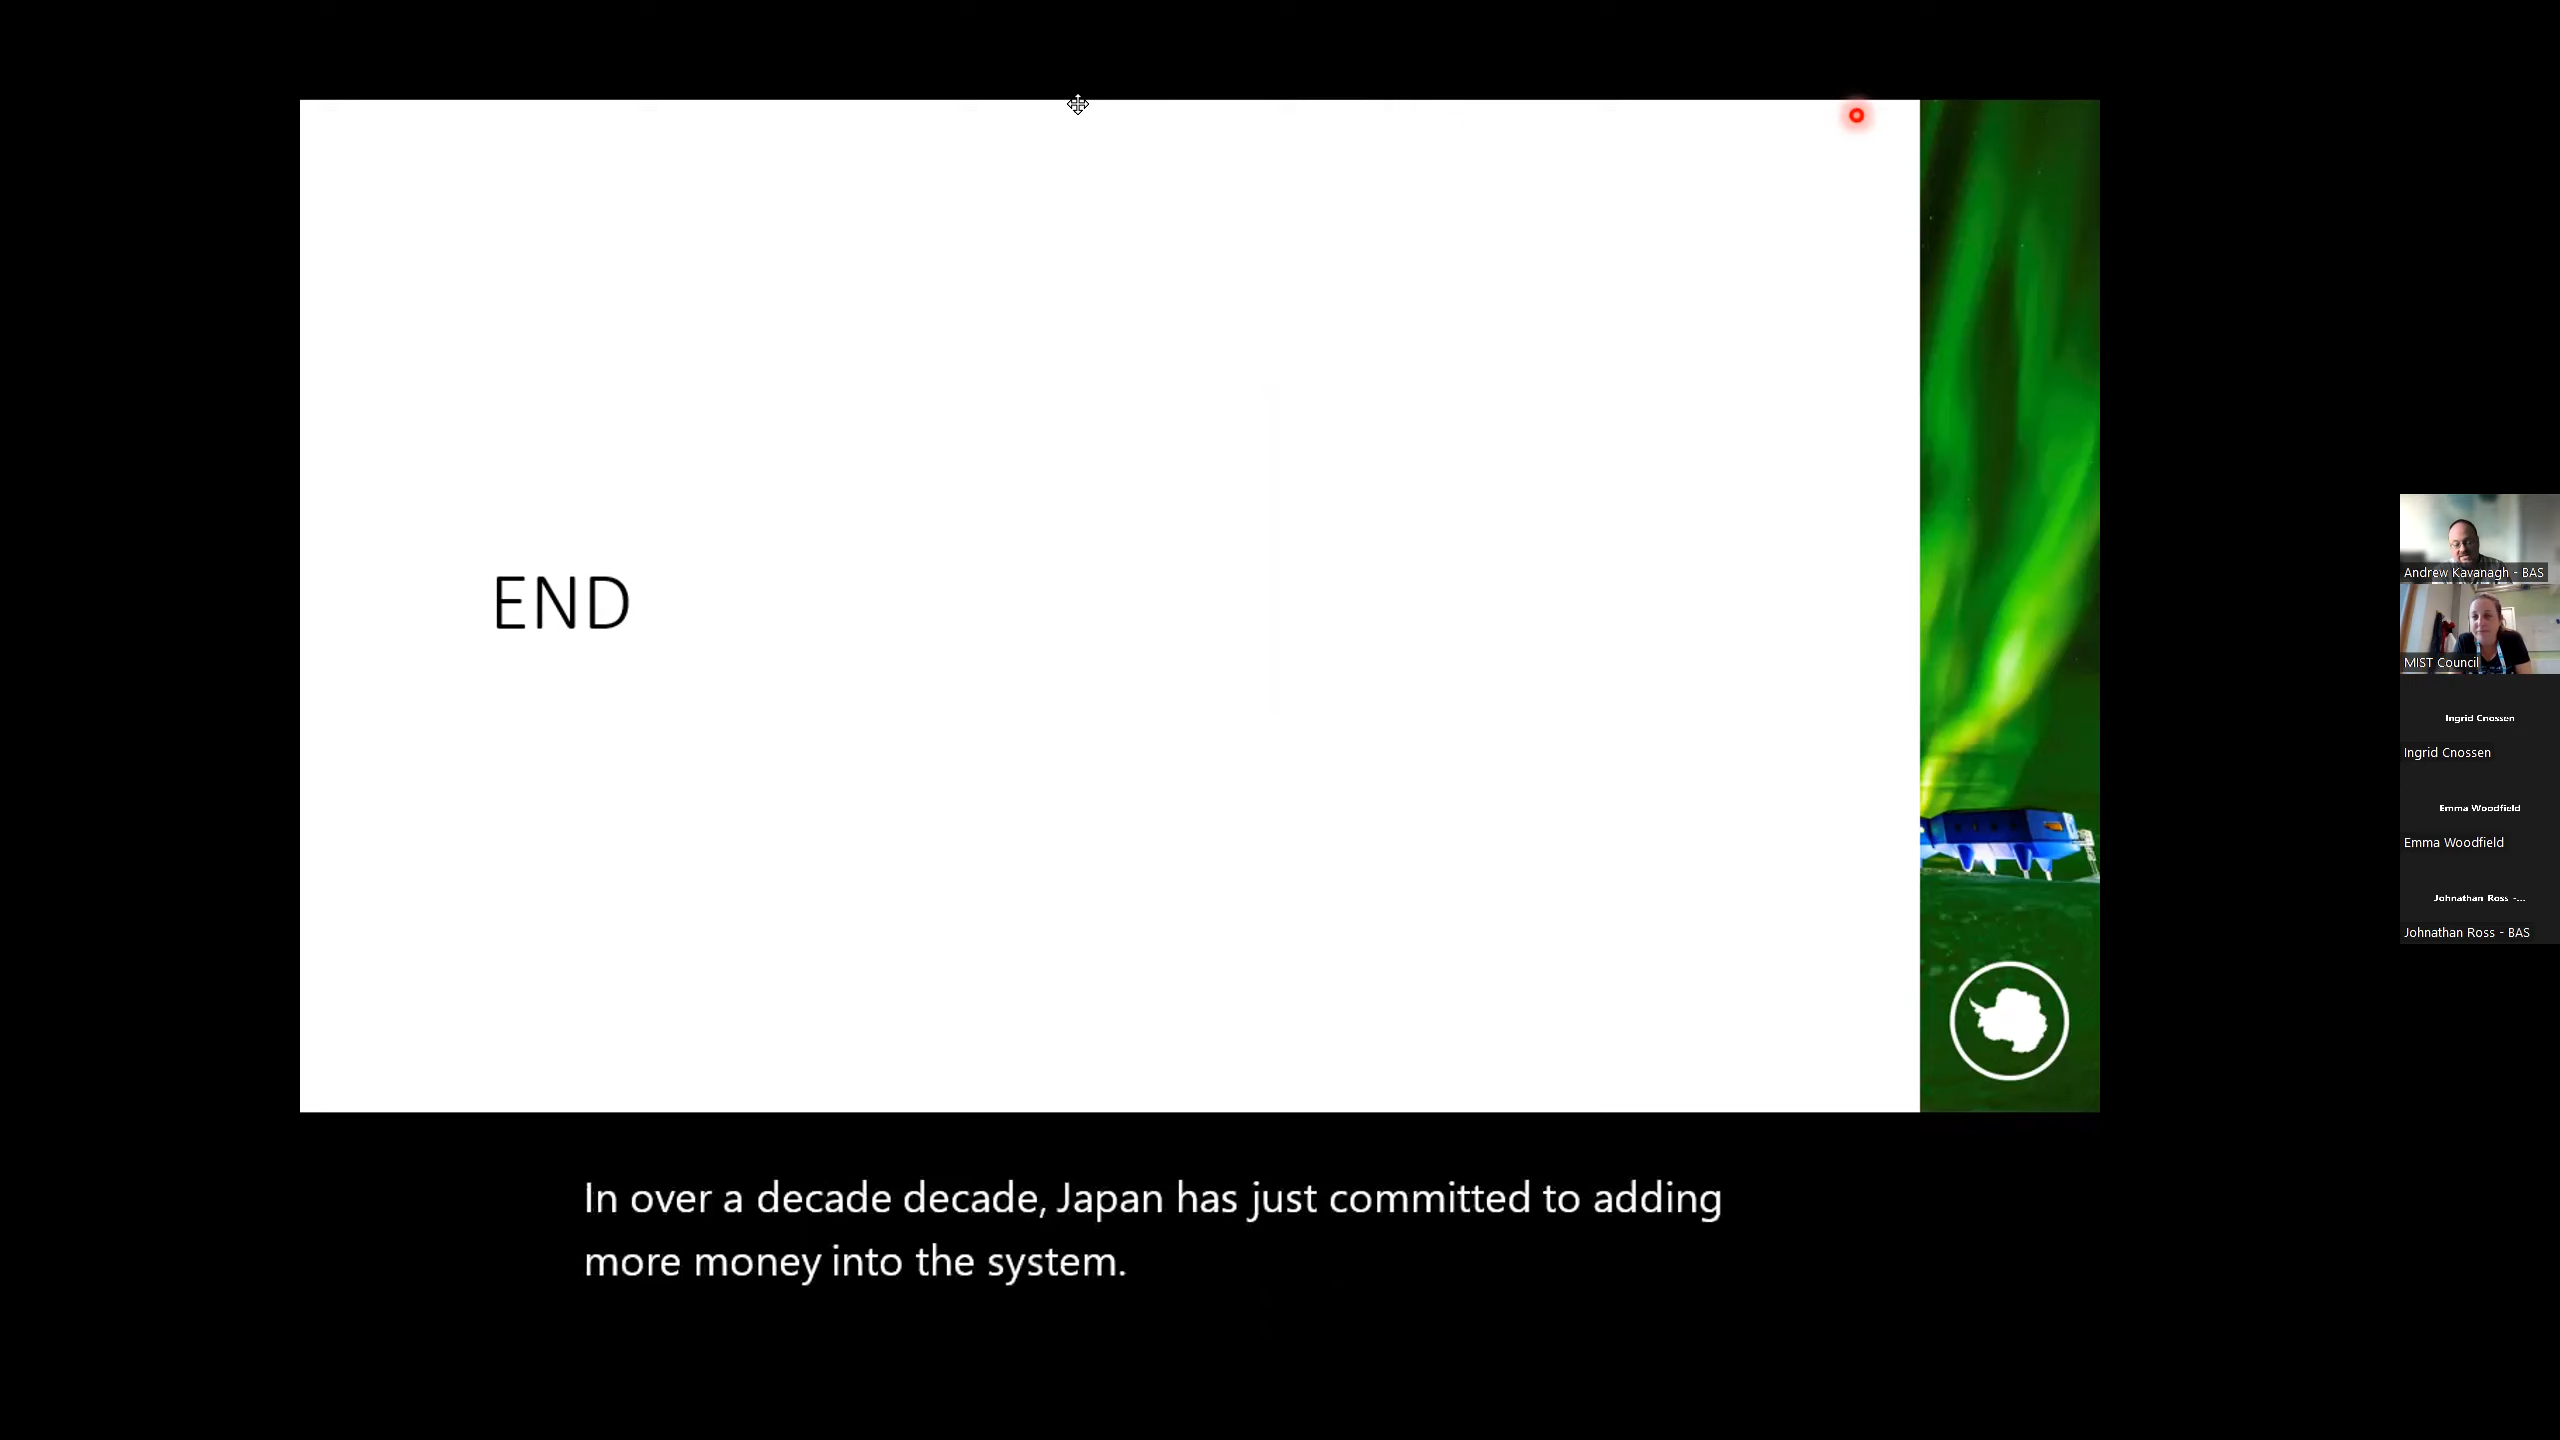 END
Andrew Kavanagh - BAS
MIST Council
Ingrid Cnossen
Ingrid Cnossen
Emma Woodfield
Emma Woodfield
Johnathan Ross -...
Johnathan Ross - BAS
In over a decade decade, Japan has just committed to adding
more money into the system.